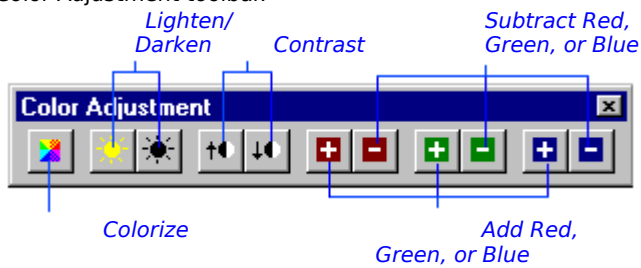 Color Adjustment toolbar.
Lighten/
Darken
Contrast
Subtract Red,
Green, or Blue
Color Adjustment
Colorize
Add Red,
Green, or Blue